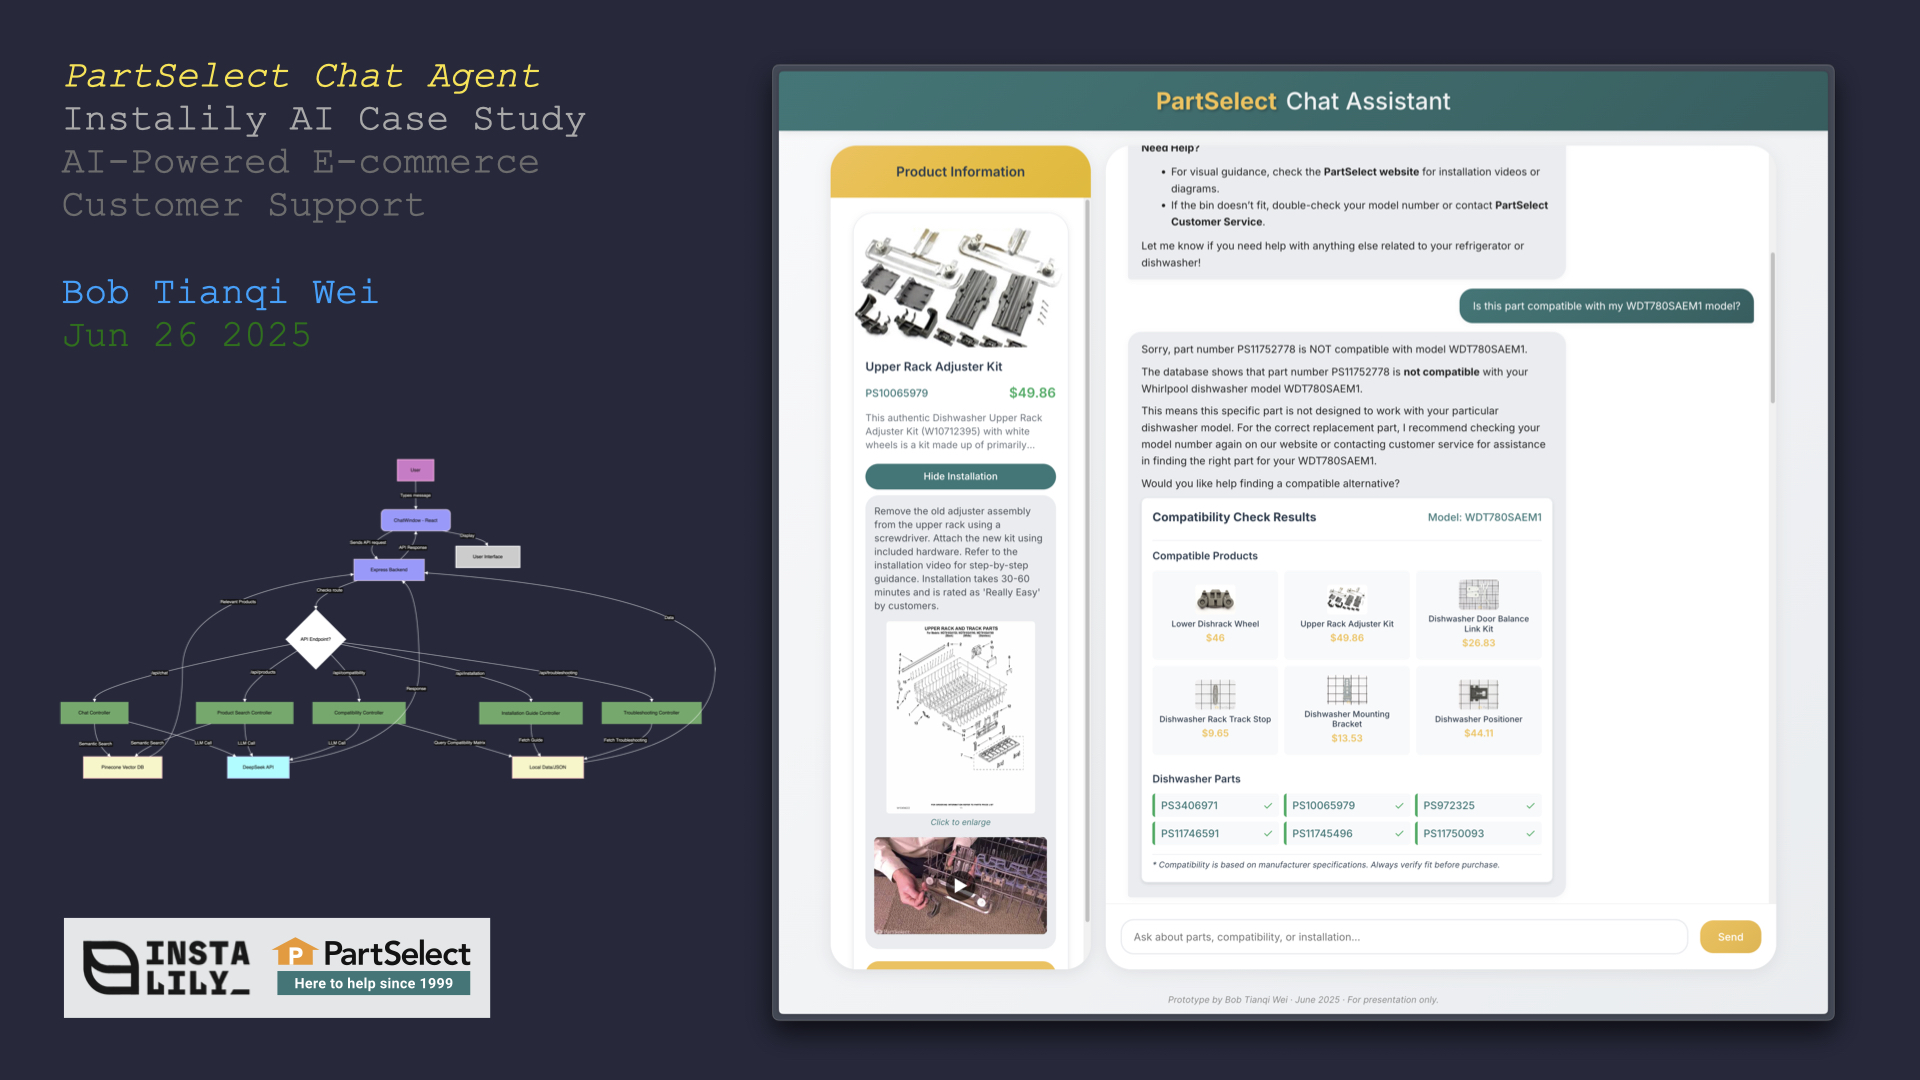 PartSelect Chat Agent
Instalily AI Case Study
AI-Powered E-commerce
Customer Support
Bob Tianqi Wei
Jun 26 2025
User
Types message
ChatWindow - React
Sends API request
API Response
Display
User Interface
Express Backend
Relevant Products
Checks route
Data
API Endpoint?
/api/chat
/api/products
/api/compatibility
/api/installation
/api/troubleshooting
Response
Chat Controller
Product Search Controller
Compatibility Controller
Installation Guide Controller
Troubleshooting Controller
Semantic Search
Semantic Search
LLM Call
LLM Call
LLM Call
Query Compatibility Matrix
Fetch Guide
Fetch Troubleshooting
Pinecone Vector DB
DeepSeek API
Local Data/JSON
INSTA
LILY_
P PartSelect
Here to help since 1999
PartSelect Chat Assistant
Product Information
Upper Rack Adjuster Kit
PS10065979 $49.86
This authentic Dishwasher Upper Rack
Adjuster Kit (W10712395) with white
wheels is a kit made up of primarily...
Hide Installation
Remove the old adjuster assembly
from the upper rack using a
screwdriver. Attach the new kit using
included hardware. Refer to the
installation video for step-by-step
guidance. Installation takes 30-60
minutes and is rated as 'Really Easy'
by customers.
UPPER RACK AND TRACK PARTS
Click to enlarge
Need Help?
• For visual guidance, check the PartSelect website for installation videos or
diagrams.
• If the bin doesn't fit, double-check your model number or contact PartSelect
Customer Service.
Let me know if you need help with anything else related to your refrigerator or
dishwasher!
Is this part compatible with my WDT780SAEM1 model?
Sorry, part number PS11752778 is NOT compatible with model WDT780SAEM1.
The database shows that part number PS11752778 is not compatible with your
Whirlpool dishwasher model WDT780SAEM1.
This means this specific part is not designed to work with your particular
dishwasher model. For the correct replacement part, I recommend checking your
model number again on our website or contacting customer service for assistance
in finding the right part for your WDT780SAEM1.
Would you like help finding a compatible alternative?
Compatibility Check Results Model: WDT780SAEM1
Compatible Products
Lower Dishrack Wheel
$46
Upper Rack Adjuster Kit
$49.86
Dishwasher Door Balance
Link Kit
$26.83
Dishwasher Rack Track Stop
$9.65
Dishwasher Mounting
Bracket
$13.53
Dishwasher Positioner
$44.11
Dishwasher Parts
PS3406971 ✓ PS10065979 ✓ PS972325 ✓
PS11746591 ✓ PS11745496 ✓ PS11750093 ✓
* Compatibility is based on manufacturer specifications. Always verify fit before purchase.
Ask about parts, compatibility, or installation...
Send
Prototype by Bob Tianqi Wei · June 2025 · For presentation only.